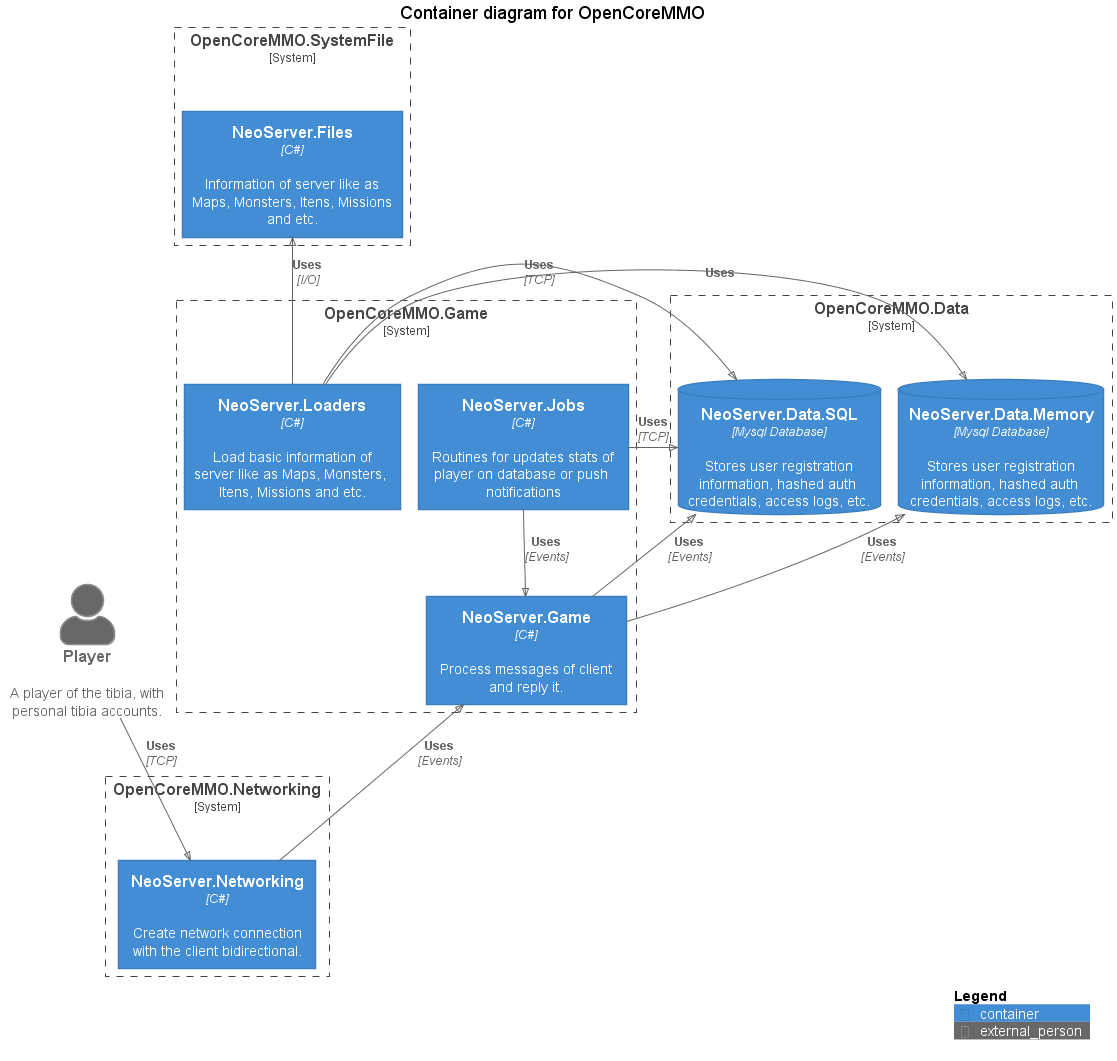 Container diagram for OpenCoreMMO
OpenCoreMMO.SystemFile
[System]
NeoServer.Files
[C#]
Information of server like as
Maps, Monsters, Itens, Missions
and etc.
Uses
[I/O]
Uses
[TCP]
Uses
OpenCoreMMO.Game
[System]
OpenCoreMMO.Data
[System]
NeoServer.Loaders
[C#]
Load basic information of
server like as Maps, Monsters,
Itens, Missions and etc.
NeoServer.Jobs
[C#]
Routines for updates stats of
player on database or push
notifications
Uses
[TCP]
NeoServer.Data.SQL
[Mysql Database]
Stores user registration
information, hashed auth
credentials, access logs, etc.
NeoServer.Data.Memory
[Mysql Database]
Stores user registration
information, hashed auth
credentials, access logs, etc.
Uses
[Events]
Uses
[Events]
Uses
[Events]
NeoServer.Game
[C#]
Process messages of client
and reply it.
Player
A player of the tibia, with
personal tibia accounts.
Uses
[TCP]
Uses
[Events]
OpenCoreMMO.Networking
[System]
NeoServer.Networking
[C#]
Create network connection
with the client bidirectional.
Legend
container
external_person